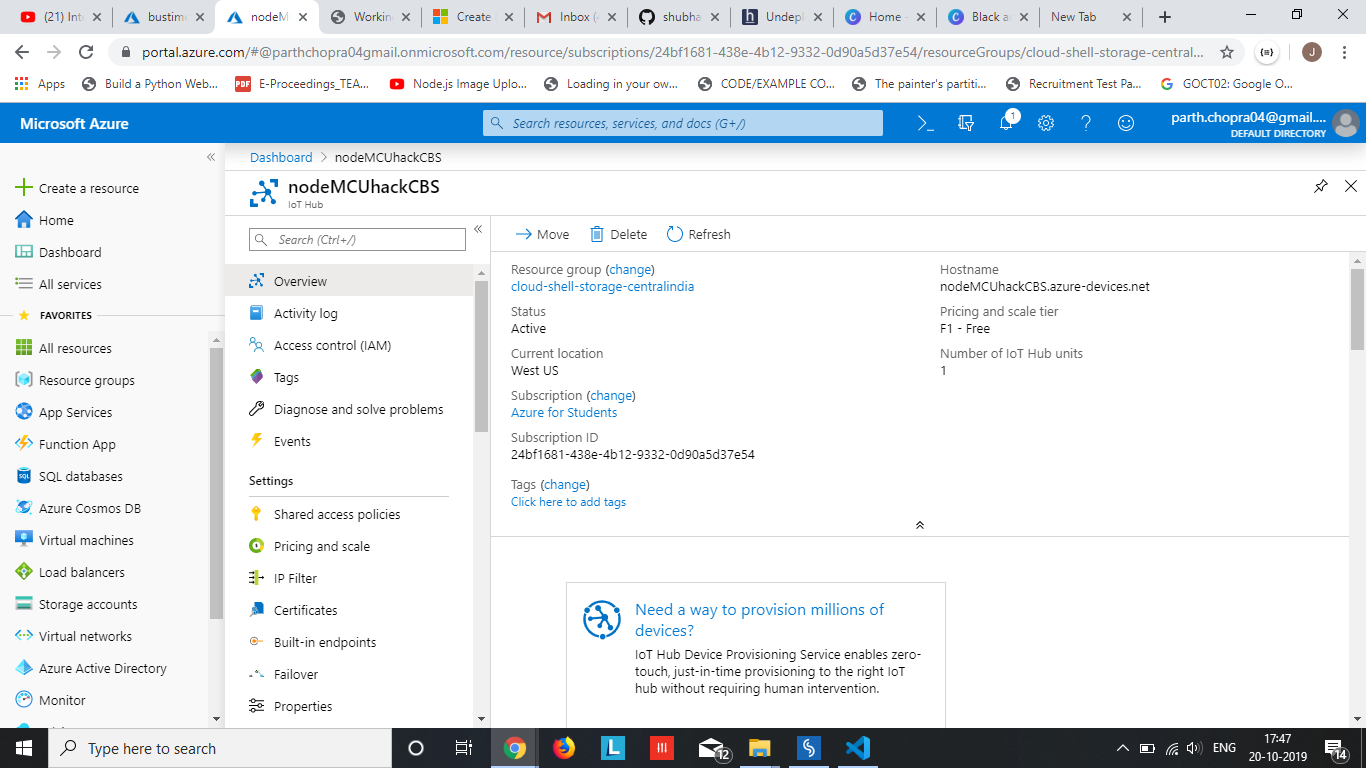 (21) Int
bustime
nodeM
Workin
Create
Inbox (
shubha
Undepl
Home -
Black a
New Tab
portal.azure.com/#@parthchopra04gmail.onmicrosoft.com/resource/subscriptions/24bf1681-438e-4b12-9332-0d90a5d37e54/resourceGroups/cloud-shell-storage-central...
J
Apps
Build a Python Web...
PDF
E-Proceedings_TEA...
Node.js Image Uplo...
Loading in your ow...
CODE/EXAMPLE CO...
The painter's partiti...
Recruitment Test Pa...
GOCT02: Google O...
Microsoft Azure
Search resources, services, and docs (G+/)
1
parth.chopra04@gmail....
DEFAULT DIRECTORY
Create a resource
Home
Dashboard
All services
FAVORITES
All resources
Resource groups
App Services
Function App
SQL databases
Azure Cosmos DB
Virtual machines
Load balancers
Storage accounts
Virtual networks
Azure Active Directory
Monitor
Dashboard > nodeMCUhackCBS
nodeMCUhackCBS
IoT Hub
Search (Ctrl+/)
Overview
Activity log
Access control (IAM)
Tags
Diagnose and solve problems
Events
Settings
Shared access policies
Pricing and scale
IP Filter
Certificates
Built-in endpoints
Failover
Properties
Move
Delete
Refresh
Resource group (change)
cloud-shell-storage-centralindia
Status
Active
Current location
West US
Subscription (change)
Azure for Students
Subscription ID
24bf1681-438e-4b12-9332-0d90a5d37e54
Tags (change)
Click here to add tags
Hostname
nodeMCUhackCBS.azure-devices.net
Pricing and scale tier
F1 - Free
Number of IoT Hub units
1
Need a way to provision millions of
devices?
IoT Hub Device Provisioning Service enables zero-
touch, just-in-time provisioning to the right IoT
hub without requiring human intervention.
Type here to search
L
12
ENG
17:47
20-10-2019
14